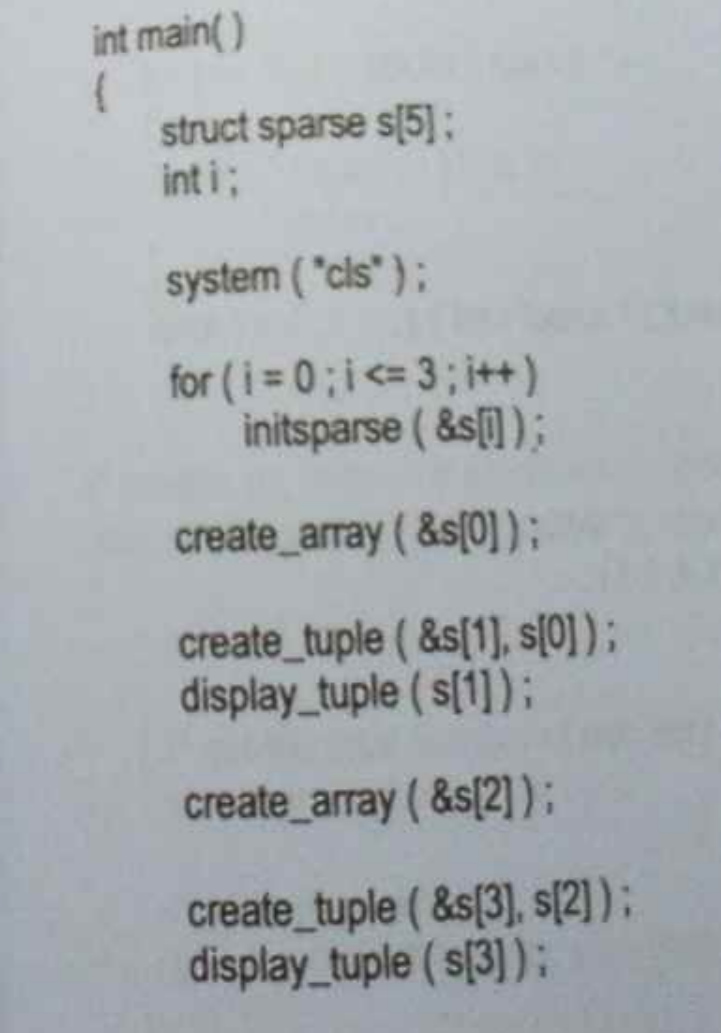 int main( )
{
struct sparse s[5] ;
int i ;
system ( "cls" ) ;
for ( i = 0 ; i <= 3 ; i++ )
initsparse ( &s[i] ) ;
create_array ( &s[0] ) ;
create_tuple ( &s[1], s[0] ) ;
display_tuple ( s[1] ) ;
create_array ( &s[2] ) ;
create_tuple ( &s[3], s[2] ) ;
display_tuple ( s[3] ) ;